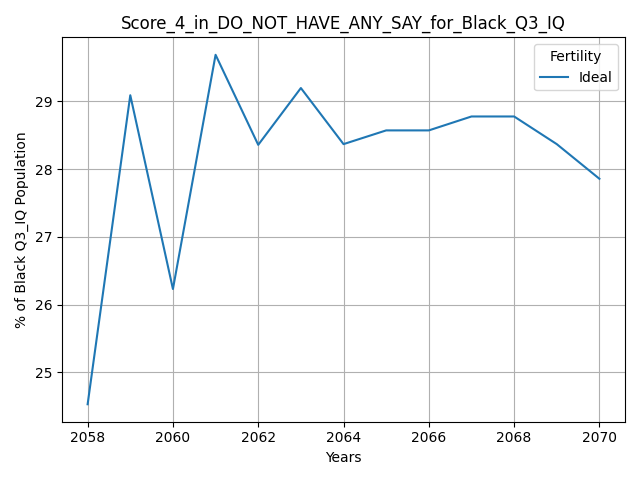 Score_4_in_DO_NOT_HAVE_ANY_SAY_for_Black_Q3_IQ
Fertility
Ideal
% of Black Q3_IQ Population
29
28
27
26
25
2058
2060
2062
2064
2066
2068
2070
Years